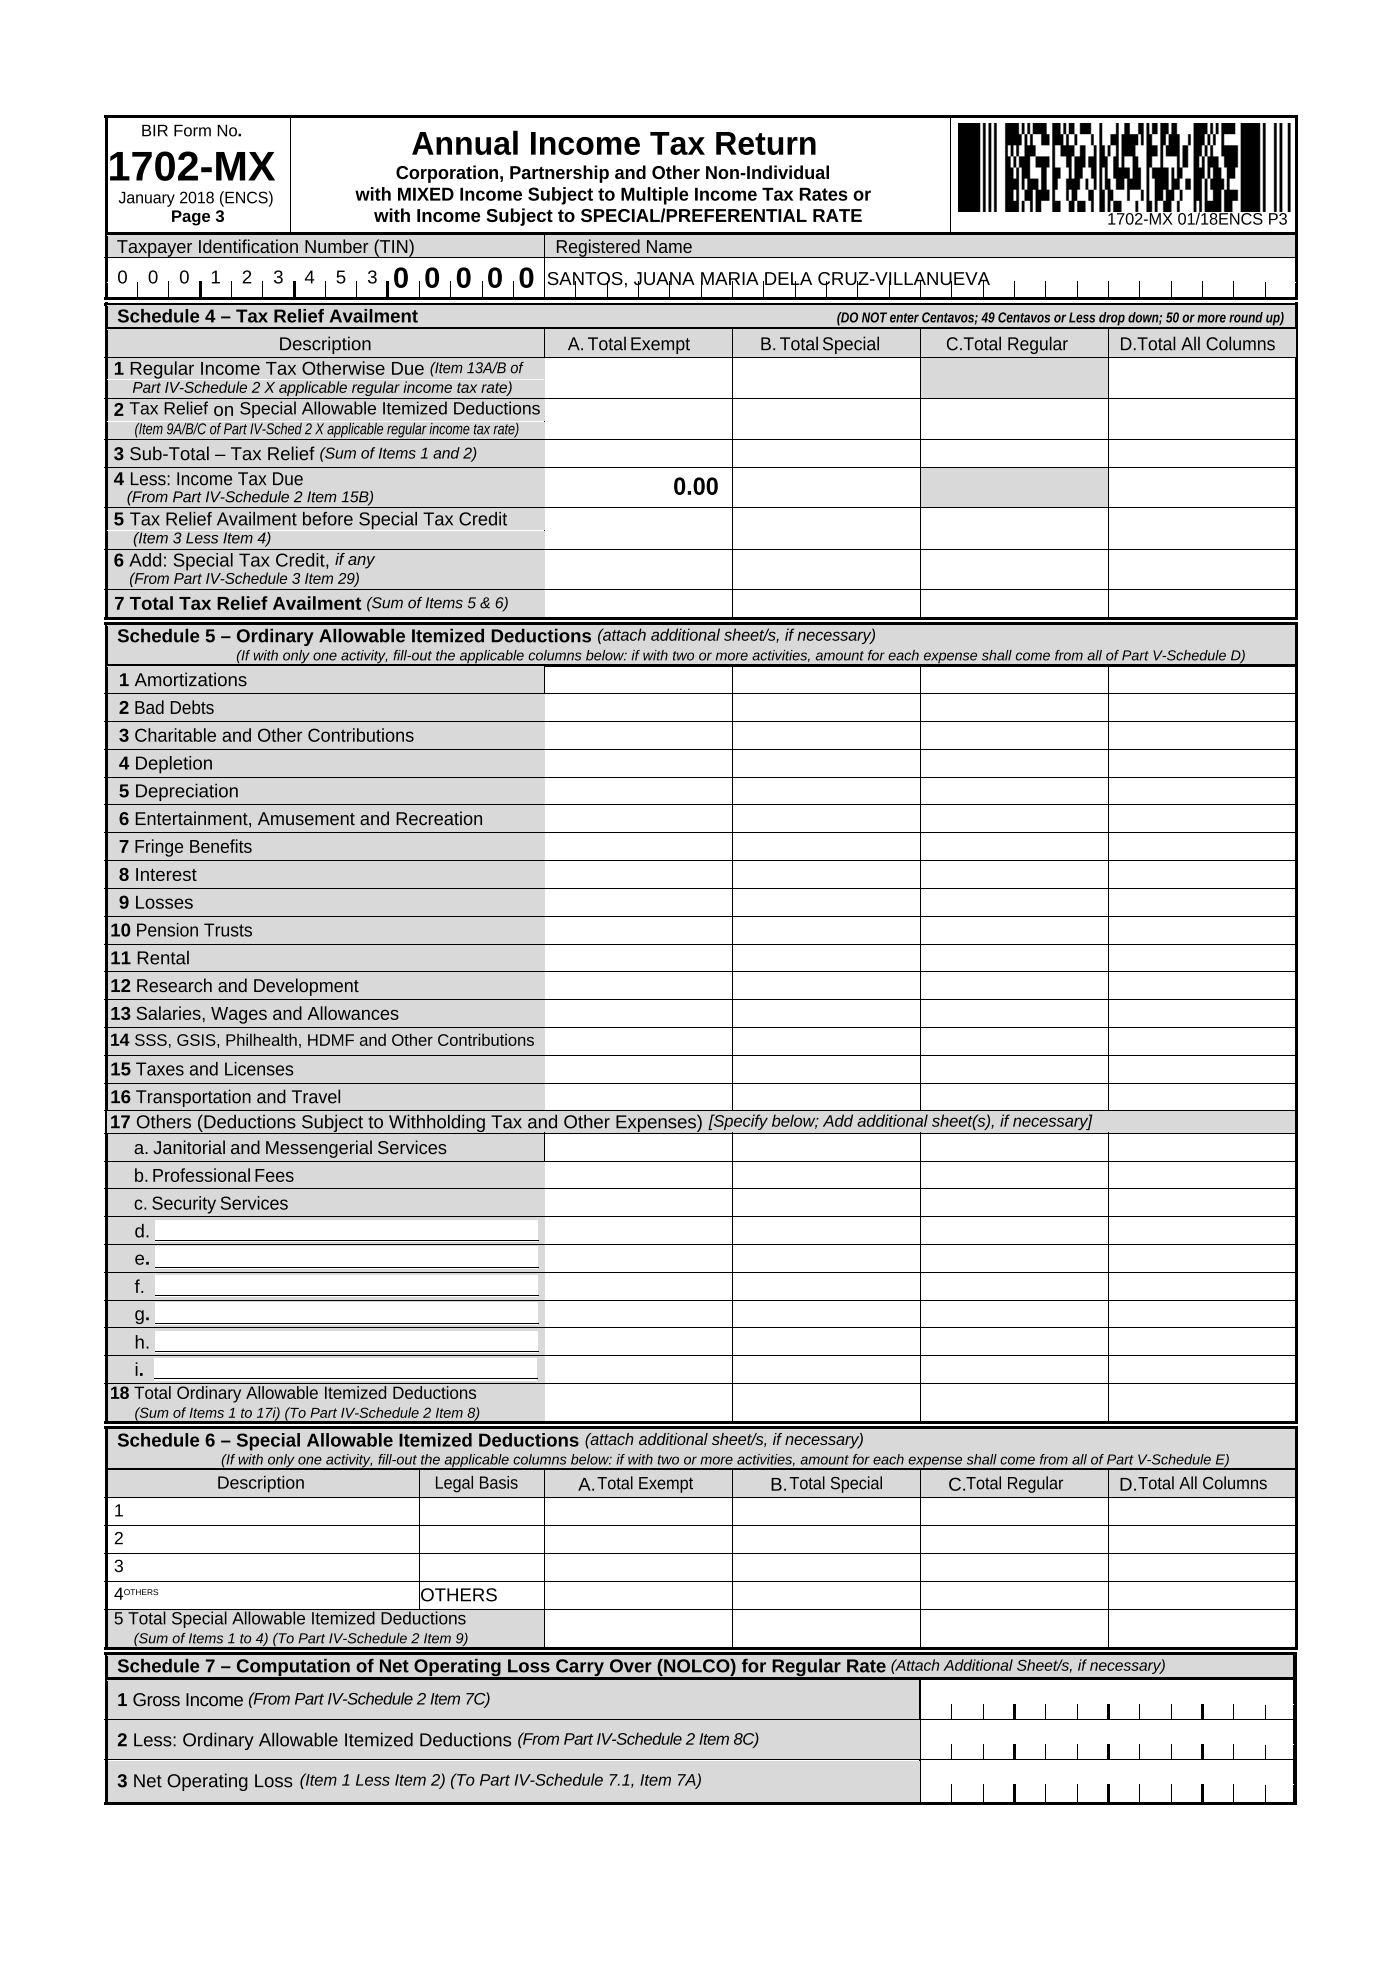 BIR Form No.
1702-MX
January 2018 (ENCS)
Page 3
Annual Income Tax Return
Corporation, Partnership and Other Non-Individual
with MIXED Income Subject to Multiple Income Tax Rates or
with Income Subject to SPECIAL/PREFERENTIAL RATE
1702-MX 01/18ENCS P3
Taxpayer Identification Number (TIN) Registered Name
0 0 0 1 2 3 4 5 3 0 0 0 0 0 SANTOS, JUANA MARIA DELA CRUZ-VILLANUEVA
Schedule 4 – Tax Relief Availment (DO NOT enter Centavos; 49 Centavos or Less drop down; 50 or more round up)
Description A. Total Exempt B. Total Special C.Total Regular D.Total All Columns
1 Regular Income Tax Otherwise Due (Item 13A/B of
Part IV-Schedule 2 X applicable regular income tax rate)
2 Tax Relief on Special Allowable Itemized Deductions
(Item 9A/B/C of Part IV-Sched 2 X applicable regular income tax rate)
3 Sub-Total – Tax Relief (Sum of Items 1 and 2)
4 Less: Income Tax Due 0.00
(From Part IV-Schedule 2 Item 15B)
5 Tax Relief Availment before Special Tax Credit
(Item 3 Less Item 4)
6 Add: Special Tax Credit, if any
(From Part IV-Schedule 3 Item 29)
7 Total Tax Relief Availment (Sum of Items 5 & 6)
Schedule 5 – Ordinary Allowable Itemized Deductions (attach additional sheet/s, if necessary)
(If with only one activity, fill-out the applicable columns below: if with two or more activities, amount for each expense shall come from all of Part V-Schedule D)
1 Amortizations
2 Bad Debts
3 Charitable and Other Contributions
4 Depletion
5 Depreciation
6 Entertainment, Amusement and Recreation
7 Fringe Benefits
8 Interest
9 Losses
10 Pension Trusts
11 Rental
12 Research and Development
13 Salaries, Wages and Allowances
14 SSS, GSIS, Philhealth, HDMF and Other Contributions
15 Taxes and Licenses
16 Transportation and Travel
17 Others (Deductions Subject to Withholding Tax and Other Expenses) [Specify below; Add additional sheet(s), if necessary]
a. Janitorial and Messengerial Services
b. Professional Fees
c. Security Services
d.
e.
f.
g.
h.
i.
18 Total Ordinary Allowable Itemized Deductions
(Sum of Items 1 to 17i) (To Part IV-Schedule 2 Item 8)
Schedule 6 – Special Allowable Itemized Deductions (attach additional sheet/s, if necessary)
(If with only one activity, fill-out the applicable columns below: if with two or more activities, amount for each expense shall come from all of Part V-Schedule E)
Description Legal Basis A. Total Exempt B. Total Special C. Total Regular D. Total All Columns
1
2
3
4 OTHERS OTHERS
5 Total Special Allowable Itemized Deductions
(Sum of Items 1 to 4) (To Part IV-Schedule 2 Item 9)
Schedule 7 – Computation of Net Operating Loss Carry Over (NOLCO) for Regular Rate (Attach Additional Sheet/s, if necessary)
1 Gross Income (From Part IV-Schedule 2 Item 7C)
2 Less: Ordinary Allowable Itemized Deductions (From Part IV-Schedule 2 Item 8C)
3 Net Operating Loss (Item 1 Less Item 2) (To Part IV-Schedule 7.1, Item 7A)